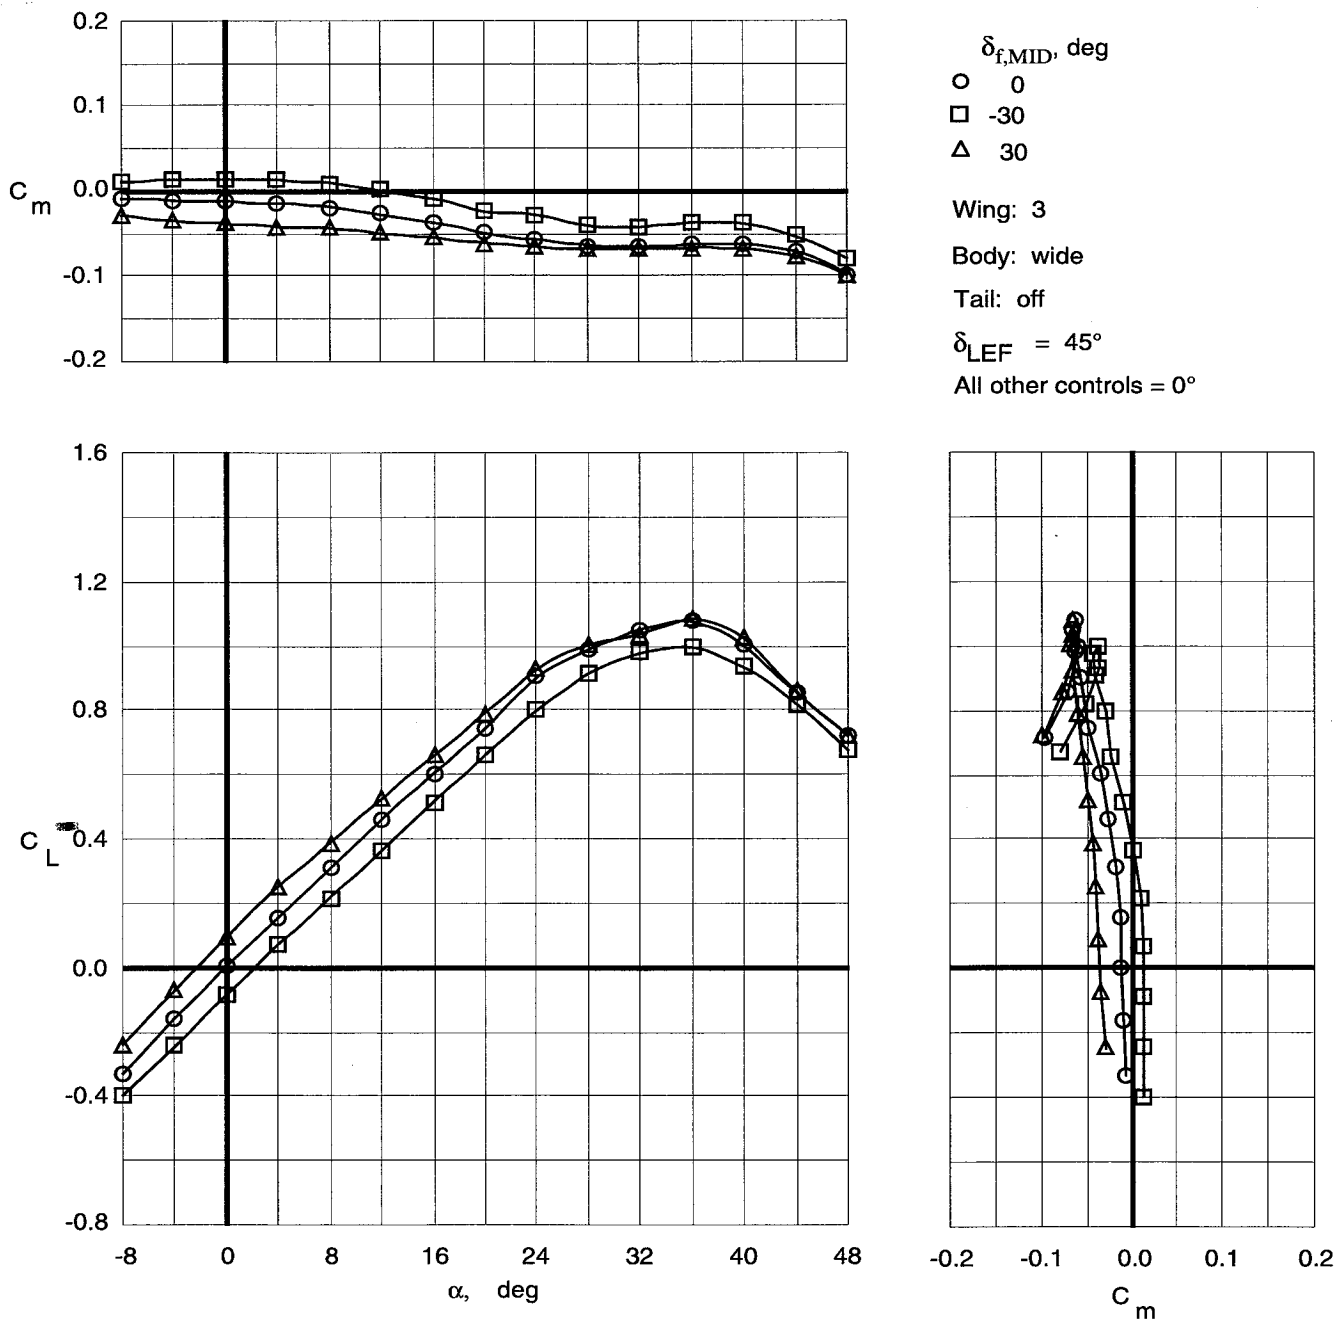 0.2
0.1
0.0
-0.1
-0.2
C m
δf,MID, deg
0
-30
30
Wing: 3
Body: wide
Tail: off
δLEF = 45°
All other controls = 0°
1.6
1.2
0.8
0.4
0.0
-0.4
-0.8
C L
-8 0 8 16 24 32 40 48
α, deg
-0.2 -0.1 0.0 0.1 0.2
C m